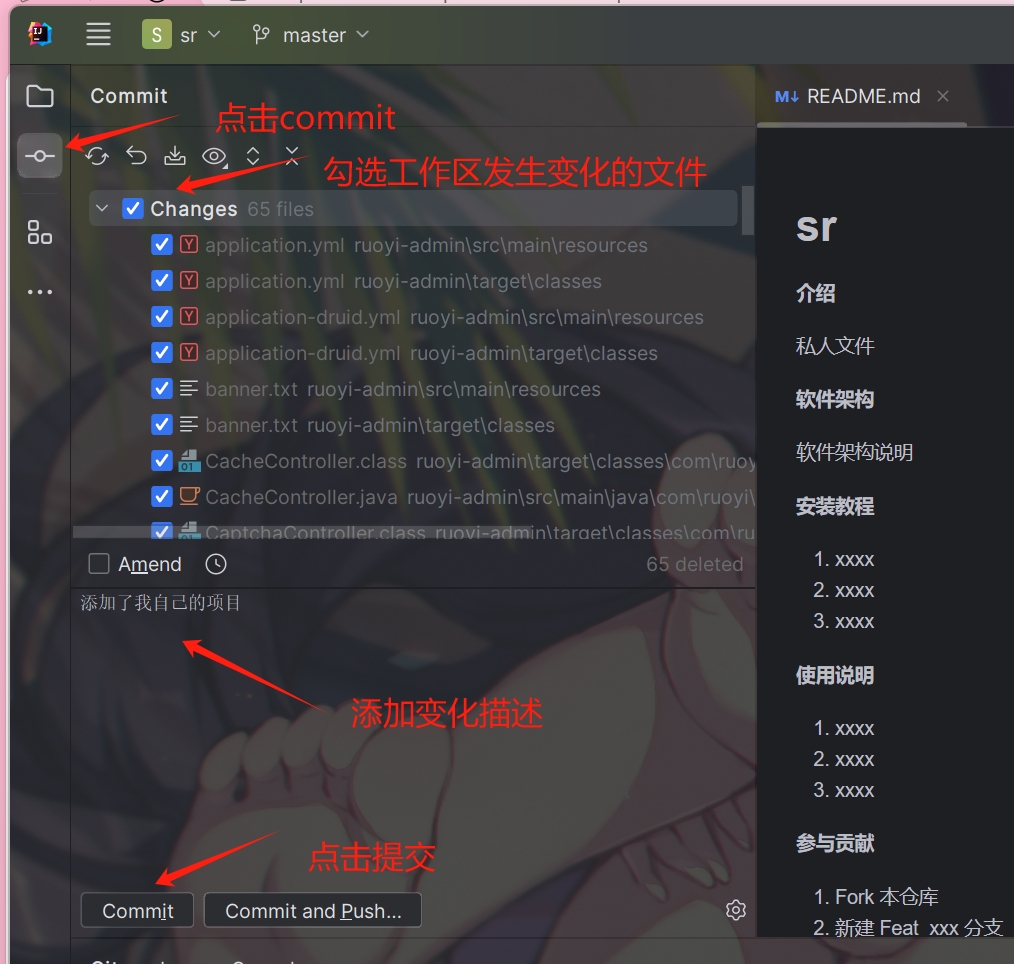 S sr master
Commit
M↓ README.md
点击commit
勾选工作区发生变化的文件
Changes 65 files
application.yml ruoyi-admin\src\main\resources
application.yml ruoyi-admin\target\classes
application-druid.yml ruoyi-admin\src\main\resources
application-druid.yml ruoyi-admin\target\classes
banner.txt ruoyi-admin\src\main\resources
banner.txt ruoyi-admin\target\classes
CacheController.class ruoyi-admin\target\classes\com\ruoy
CacheController.java ruoyi-admin\src\main\java\com\ruoyi\
CaptchaController.class ruoyi-admin\target\classes\com\ru
Amend 65 deleted
添加了我自己的项目
添加变化描述
点击提交
Commit Commit and Push...
sr
介绍
私人文件
软件架构
软件架构说明
安装教程
1. xxxx
2. xxxx
3. xxxx
使用说明
1. xxxx
2. xxxx
3. xxxx
参与贡献
1. Fork 本仓库
2. 新建 Feat_xxx 分支